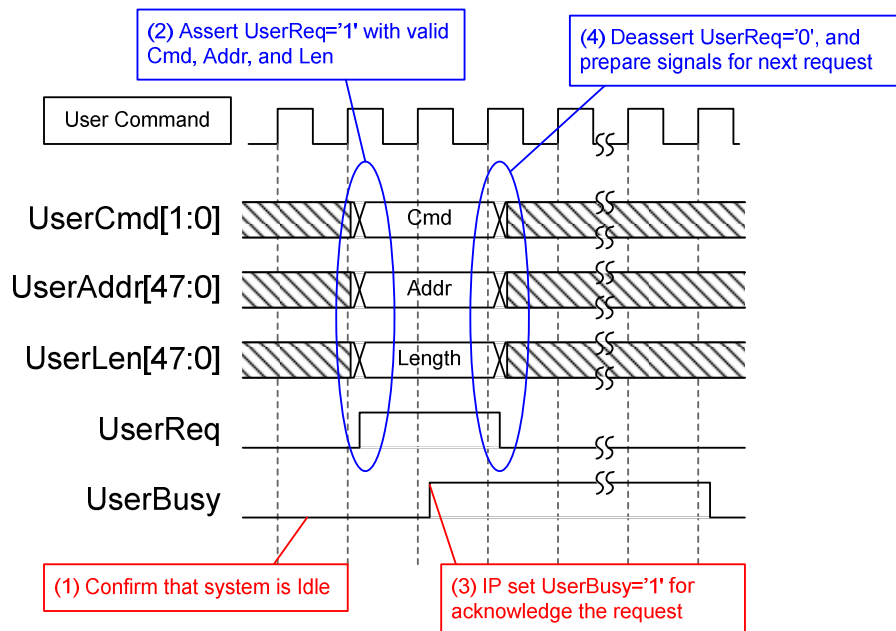 (2) Assert UserReq='1' with valid
Cmd, Addr, and Len
(4) Deassert UserReq='0', and
prepare signals for next request
User Command
UserCmd[1:0]
Cmd
UserAddr[47:0]
Addr
UserLen[47:0]
Length
UserReq
UserBusy
(1) Confirm that system is Idle
(3) IP set UserBusy='1' for
acknowledge the request